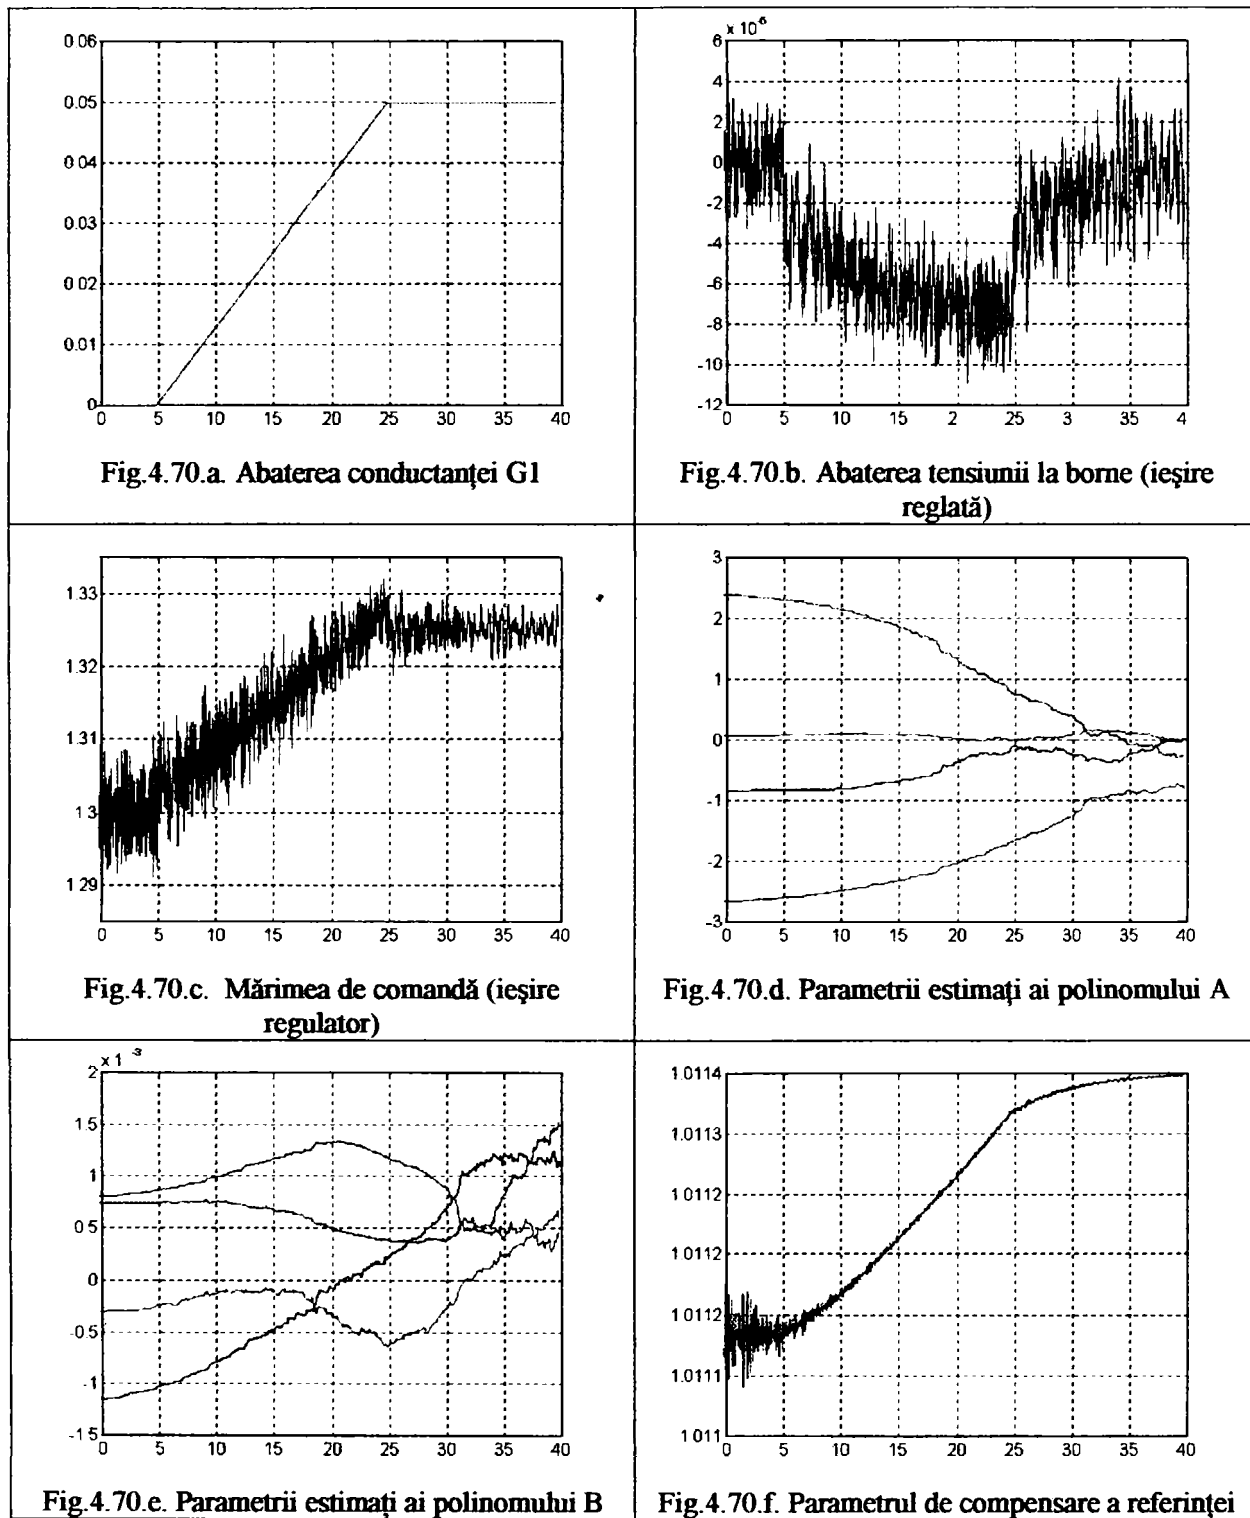 0.06
0.05
0.04
0.03
0.02
0.01
0
0 5 10 15 20 25 30 35 40
Fig.4.70.a. Abaterea conductanței G1
x 10⁻⁶
6
4
2
0
-2
-4
-6
-8
-10
-12
0 5 10 15 20 25 3 35 4
Fig.4.70.b. Abaterea tensiunii la borne (ieșire
reglată)
1.33
1.32
1.31
1.3
1.29
0 5 10 15 20 25 30 35 40
Fig.4.70.c. Mărimea de comandă (ieșire
regulator)
3
2
1
0
-1
-2
-3
0 5 10 15 20 25 30 35 40
Fig.4.70.d. Parametrii estimați ai polinomului A
x 1 ⁻³
2
1.5
1
0.5
0
-0.5
-1
-1.5
0 5 10 15 20 25 30 35 40
Fig.4.70.e. Parametrii estimați ai polinomului B
1.0114
1.0113
1.0112
1.0112
1.0112
1.0111
1.011
0 5 10 15 20 25 30 35 40
Fig.4.70.f. Parametrul de compensare a referinței